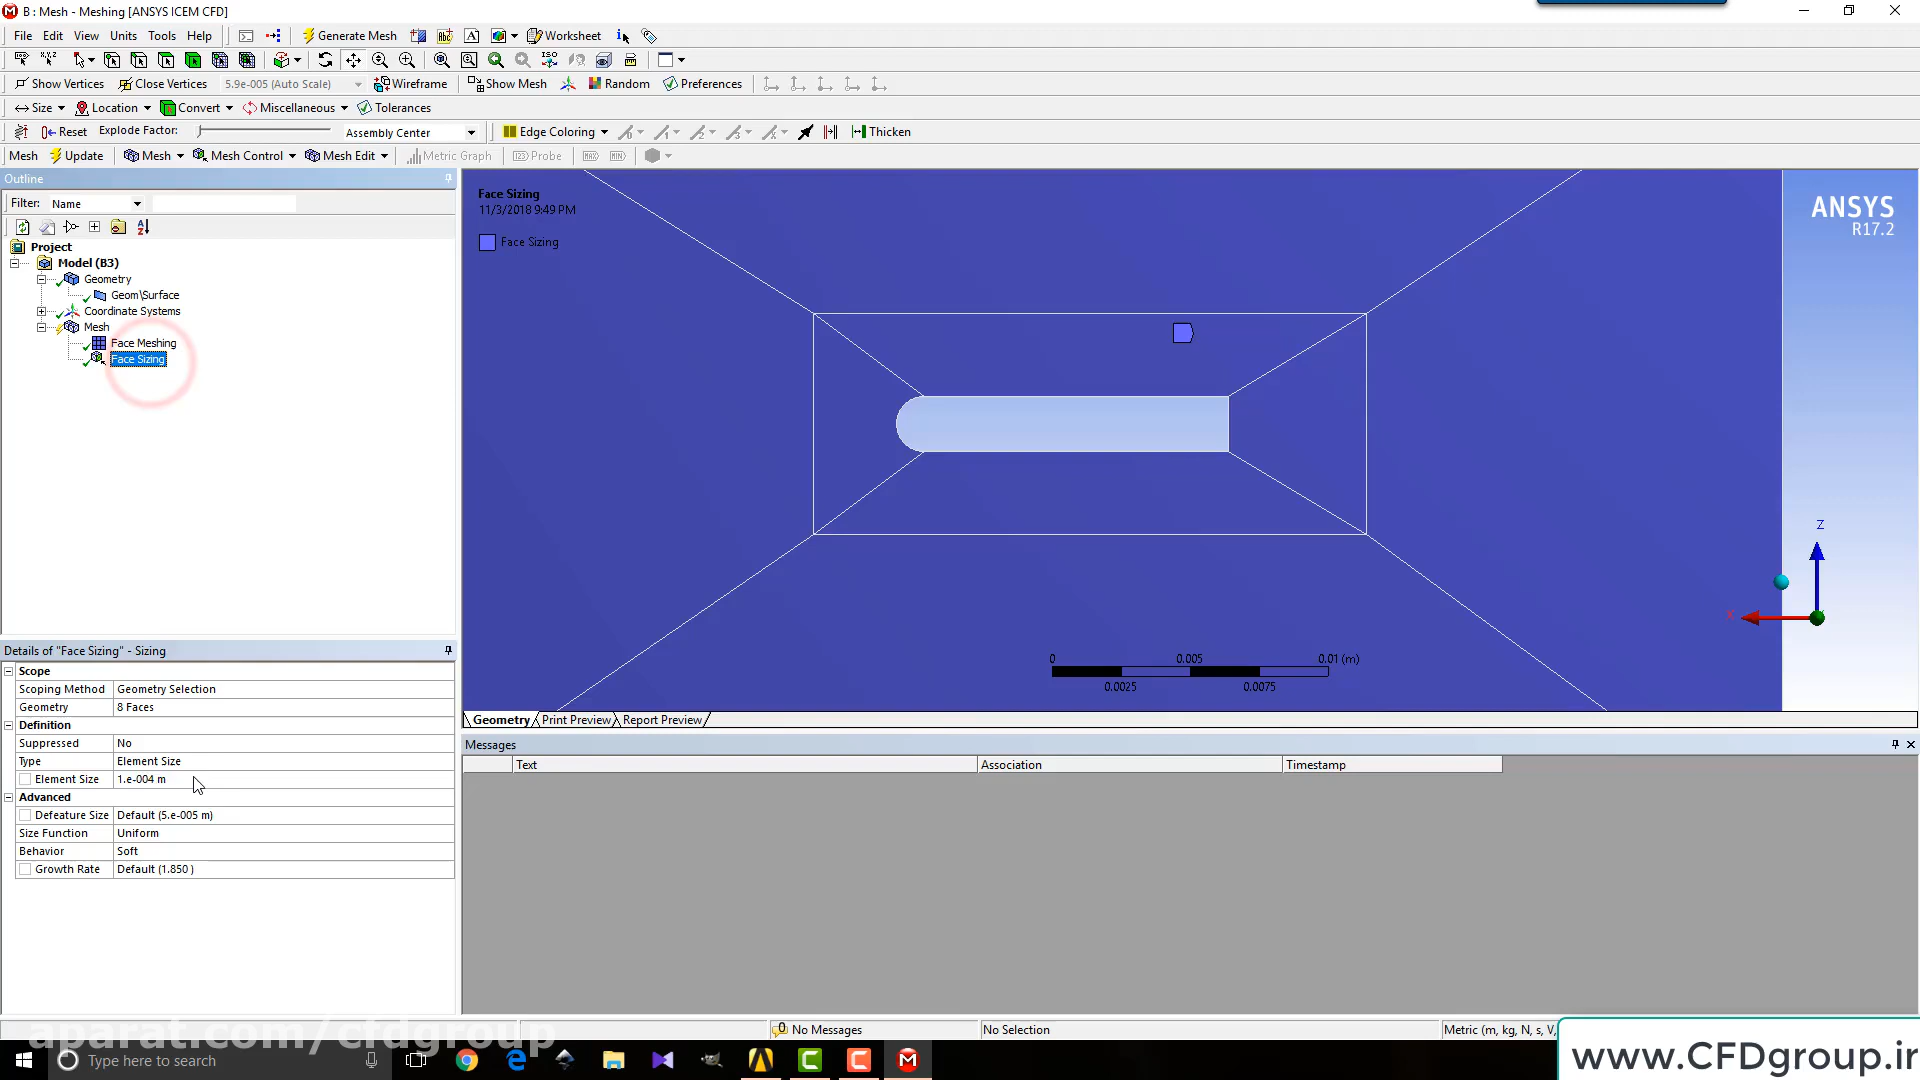 B : Mesh - Meshing [ANSYS ICEM CFD]
File Edit View Units Tools Help Generate Mesh Worksheet
Show Vertices Close Vertices 5.9e-005 (Auto Scale) Wireframe Show Mesh Random Preferences
Size Location Convert Miscellaneous Tolerances
Reset Explode Factor: Assembly Center Edge Coloring Thicken
Mesh Update Mesh Mesh Control Mesh Edit Metric Graph Probe
Outline
Filter: Name
Project
Model (B3)
Geometry
Geom\Surface
Coordinate Systems
Mesh
Face Meshing
Face Sizing
Face Sizing
11/3/2018 9:49 PM
Face Sizing
ANSYS
R17.2
Z
X
0 0.005 0.01 (m)
0.0025 0.0075
Geometry Print Preview Report Preview
Details of "Face Sizing" - Sizing
Scope
Scoping Method Geometry Selection
Geometry 8 Faces
Definition
Suppressed No
Type Element Size
Element Size 1.e-004 m
Advanced
Defeature Size Default (5.e-005 m)
Size Function Uniform
Behavior Soft
Growth Rate Default (1.850 )
Messages
Text Association Timestamp
No Messages No Selection Metric (m, kg, N, s, V,
aparat.com/cfdgroup
Type here to search
www.CFDgroup.ir